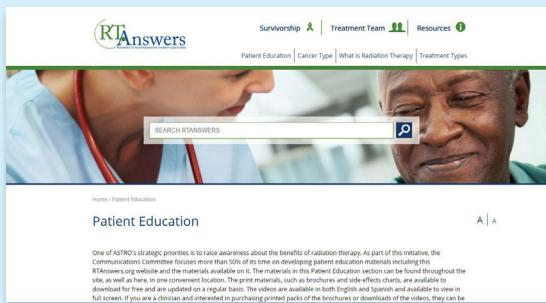 RTAnswers
Survivorship
Treatment Team
Resources
Patient Education | Cancer Type | What is Radiation Therapy | Treatment Types
SEARCH RTANSWERS
Home / Patient Education
Patient Education
A | A
One of ASTRO's strategic priorities is to raise awareness about the benefits of radiation therapy. As part of this initiative, the
Communications Committee focuses more than 50% of its time on developing patient education materials including this
RTAnswers.org website and the materials available on it. The materials in this Patient Education section can be found throughout the
site, as well as here, in one convenient location. The print materials, such as brochures and side effects charts, are available to
download for free and are updated on a regular basis. The videos are available in both English and Spanish and available to view in
full screen. If you are a clinician and interested in purchasing printed packs of the brochures or downloads of the videos, they can be